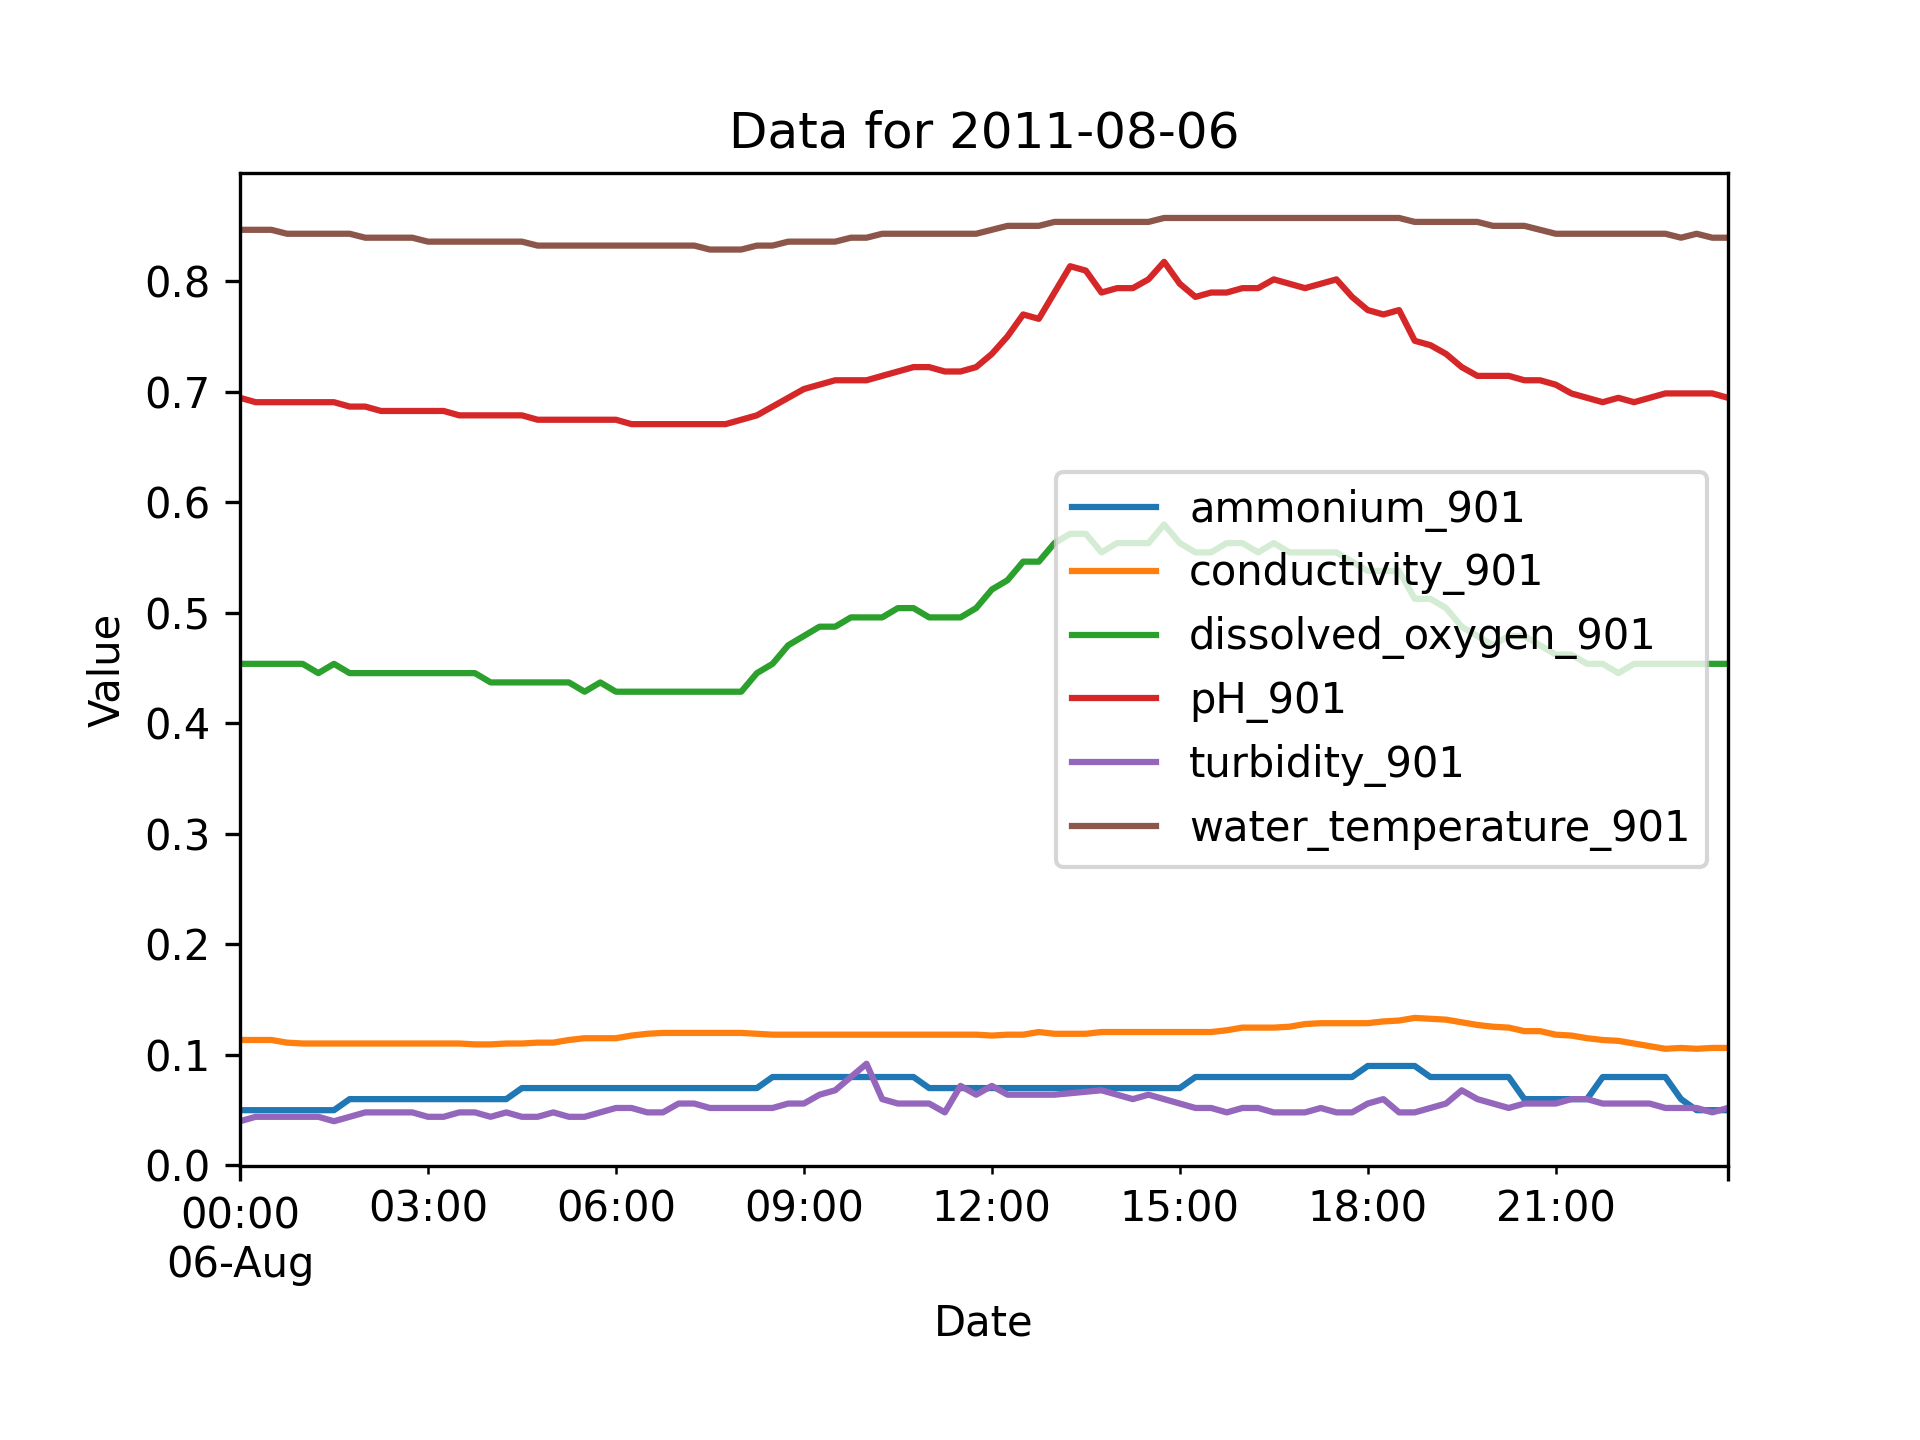 Data for 2011-08-06
Value
0.8
0.7
0.6
0.5
0.4
0.3
0.2
0.1
0.0
ammonium_901
conductivity_901
dissolved_oxygen_901
pH_901
turbidity_901
water_temperature_901
00:00 03:00 06:00 09:00 12:00 15:00 18:00 21:00
06-Aug
Date